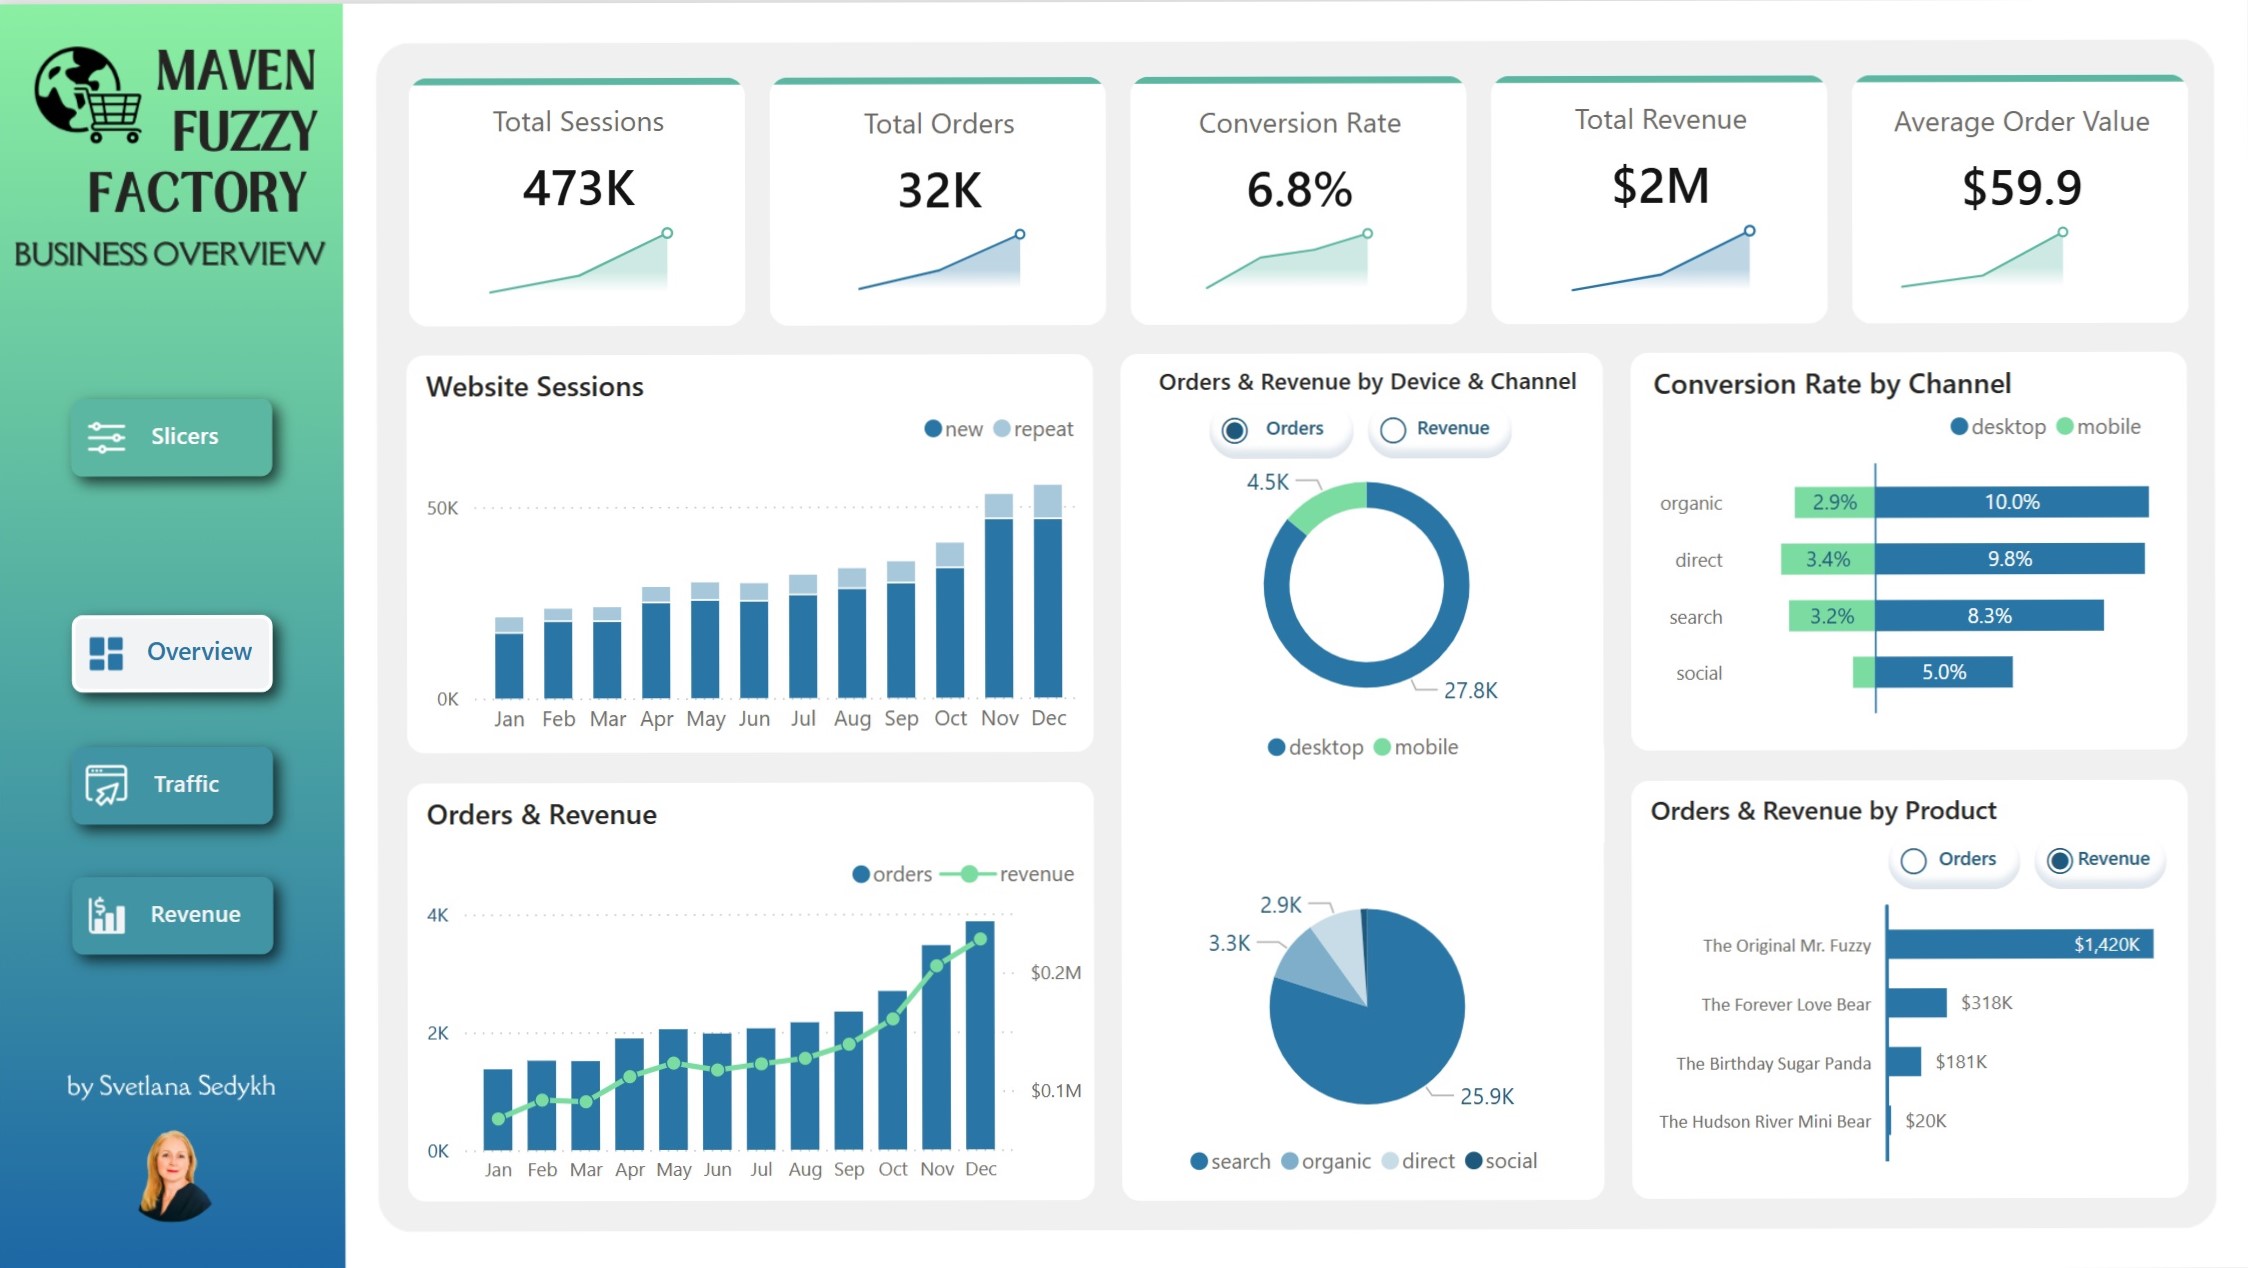 MAVEN
FUZZY
FACTORY
BUSINESS OVERVIEW
Slicers
Overview
Traffic
Revenue
by Svetlana Sedykh
Total Sessions
473K
Total Orders
32K
Conversion Rate
6.8%
Total Revenue
$2M
Average Order Value
$59.9
Website Sessions
new repeat
50K
0K
Jan Feb Mar Apr May Jun Jul Aug Sep Oct Nov Dec
Orders & Revenue
orders revenue
4K
2K
0K
$0.2M
$0.1M
Jan Feb Mar Apr May Jun Jul Aug Sep Oct Nov Dec
Orders & Revenue by Device & Channel
Orders Revenue
4.5K
27.8K
desktop mobile
2.9K
3.3K
25.9K
search organic direct social
Conversion Rate by Channel
desktop mobile
organic 2.9% 10.0%
direct 3.4% 9.8%
search 3.2% 8.3%
social 5.0%
Orders & Revenue by Product
Orders Revenue
The Original Mr. Fuzzy $1,420K
The Forever Love Bear $318K
The Birthday Sugar Panda $181K
The Hudson River Mini Bear $20K